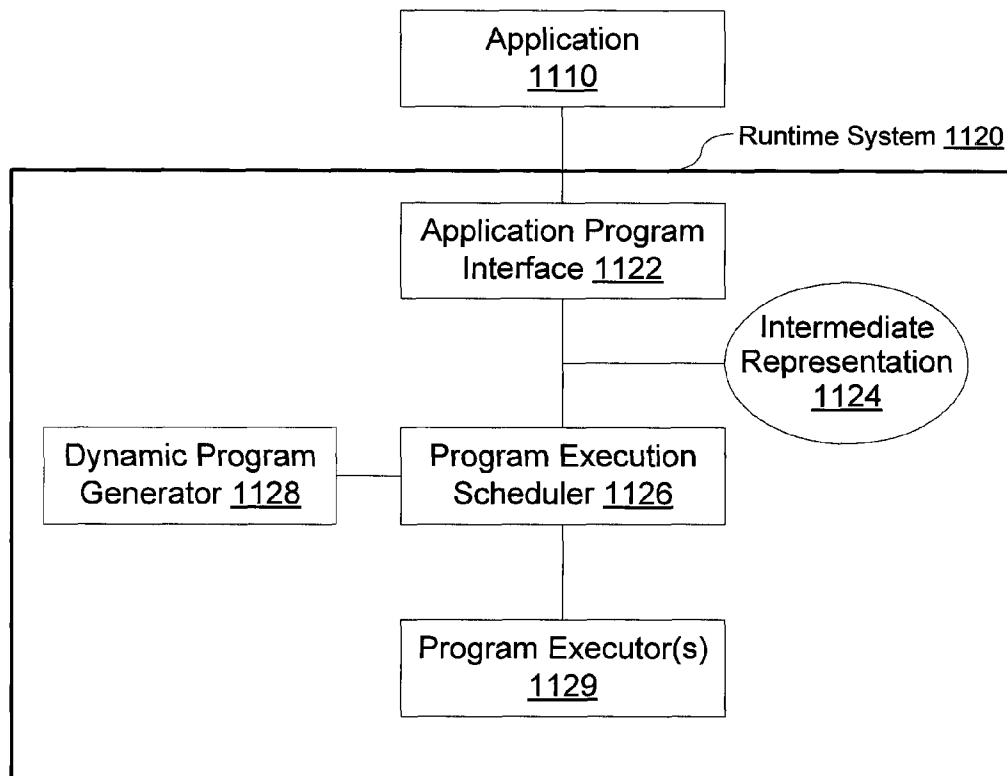 Application
1110
Runtime System 1120
Application Program
Interface 1122
Intermediate
Representation
1124
Dynamic Program
Generator 1128
Program Execution
Scheduler 1126
Program Executor(s)
1129